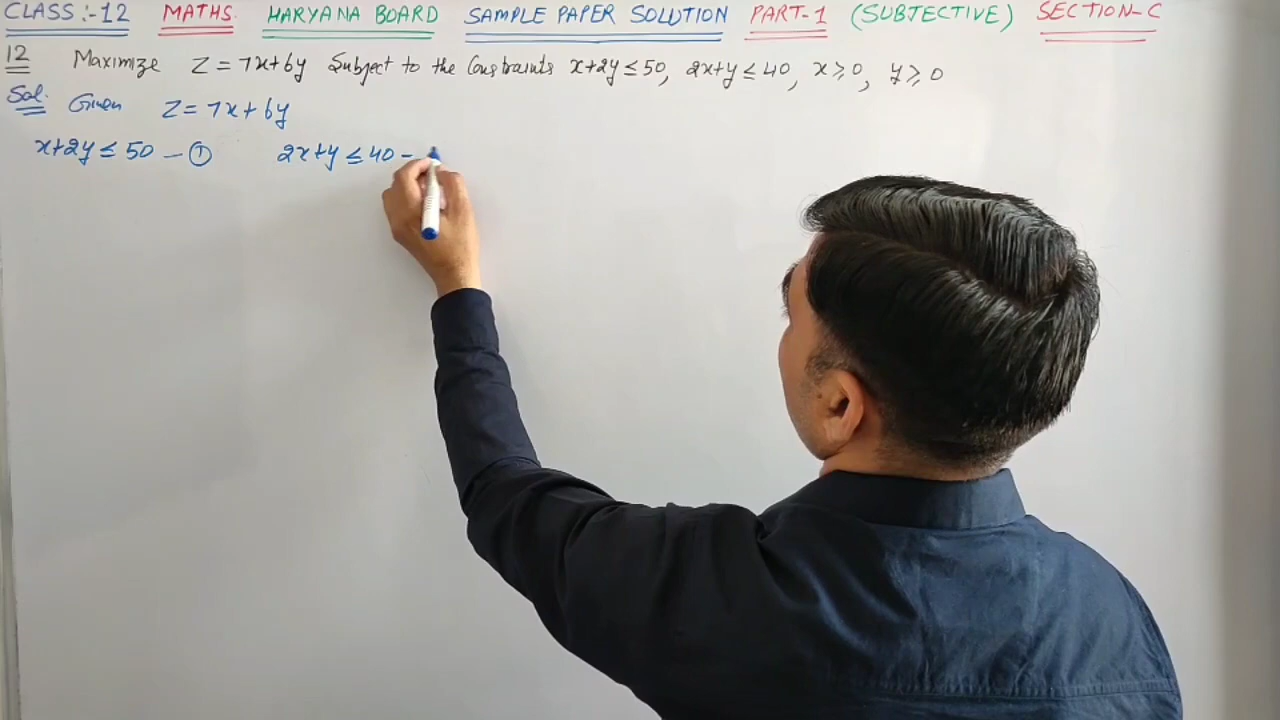 CLASS :- 12 MATHS HARYANA BOARD SAMPLE PAPER SOLUTION PART-1 (SUBJECTIVE) SECTION-C
12 Maximize Z = 7x+6y Subject to the Constraints x+2y ≤ 50, 2x+y ≤ 40, x ≥ 0, y ≥ 0
Sol. Given Z = 7x + 6y
x+2y ≤ 50 — ① 2x+y ≤ 40 –